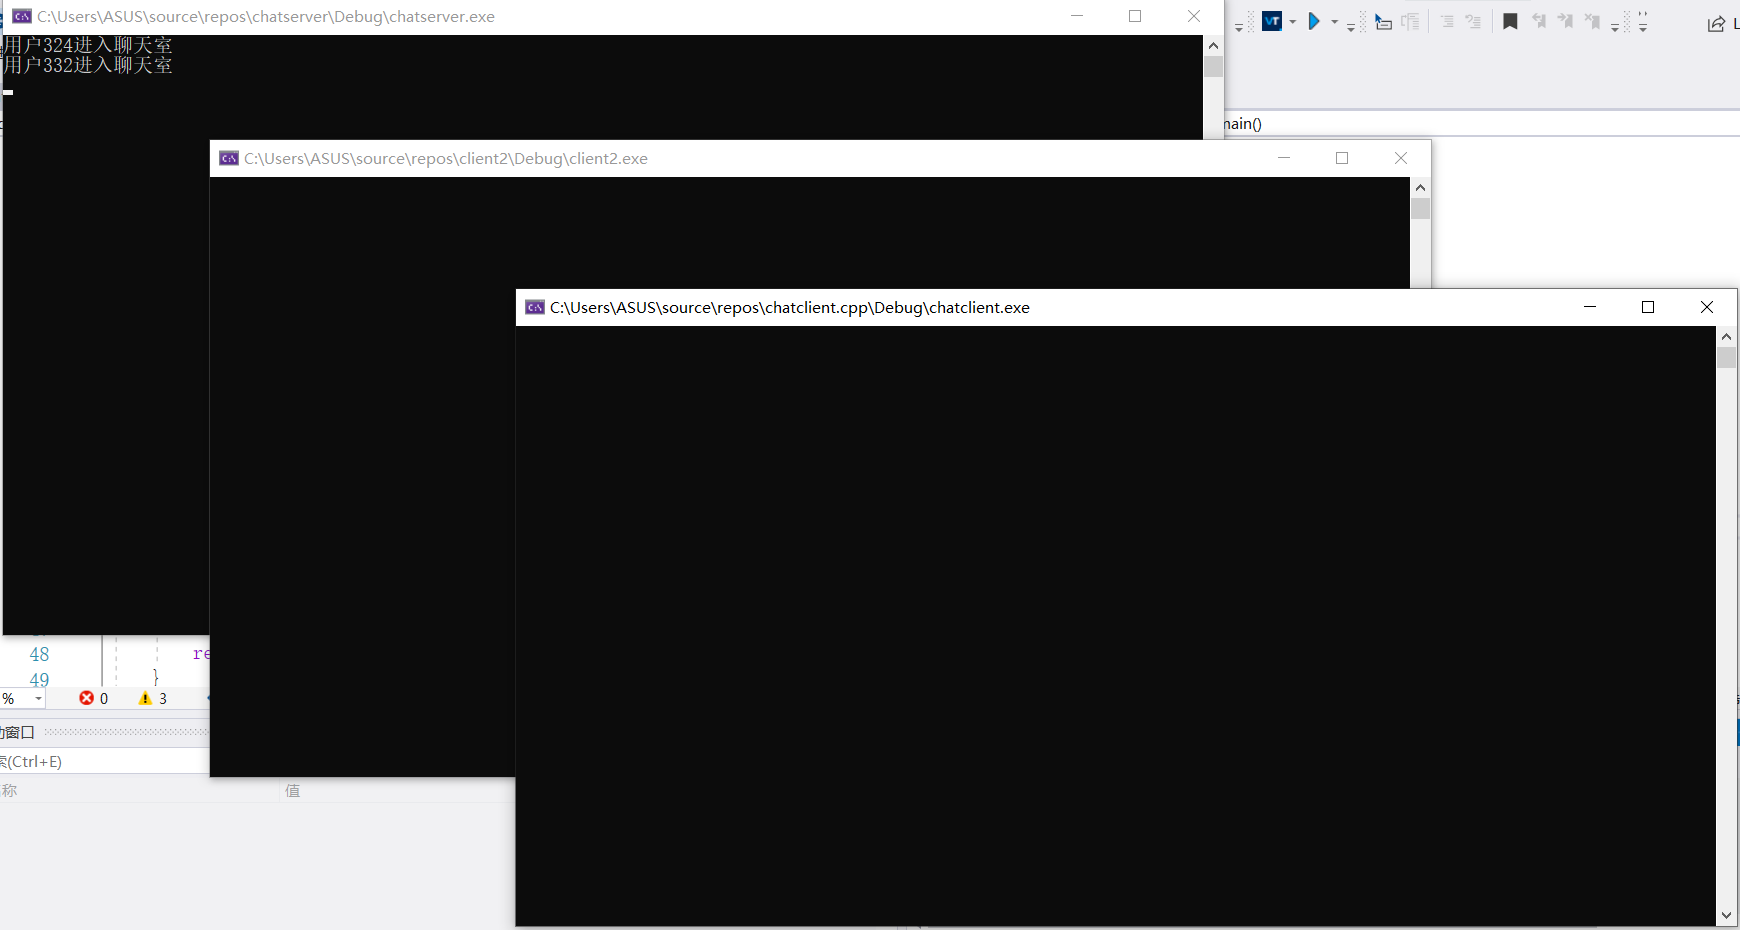 C:\Users\ASUS\source\repos\chatserver\Debug\chatserver.exe
用户324进入聊天室
用户332进入聊天室
VT
main()
C:\Users\ASUS\source\repos\client2\Debug\client2.exe
C:\Users\ASUS\source\repos\chatclient.cpp\Debug\chatclient.exe
48
re
49
}
%
0
3
窗口
(Ctrl+E)
称
值